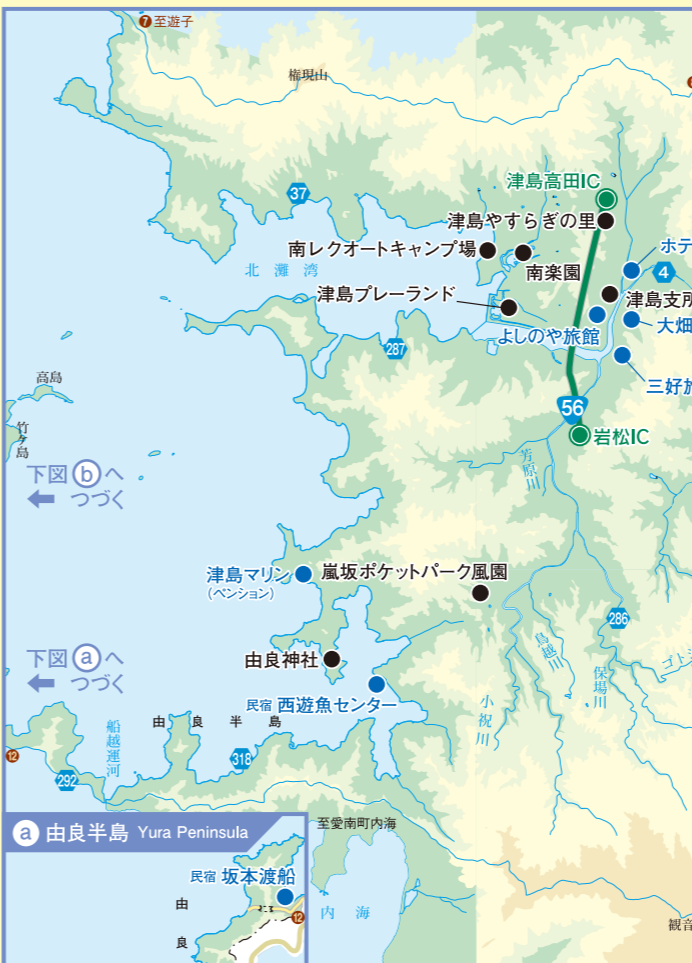 7 至遊子
権現山
37
津島高田IC
津島やすらぎの里
南レクオートキャンプ場
北灘湾
南楽園
ホテ
4
津島プレーランド
津島支所
よしのや旅館
大畑
287
三好旅
高島
56
竹ヶ島
岩松IC
芳原川
下図 b へ
つづく
津島マリン
(ペンション)
嵐坂ポケットパーク風園
286
鳥越川
保場川
ゴトシ
下図 a へ
つづく
由良神社
民宿 西遊魚センター
小祝川
船越運河
由良半島
12
318
292
a 由良半島 Yura Peninsula
至愛南町内海
民宿 坂本渡船
由
良
12
内海
観音